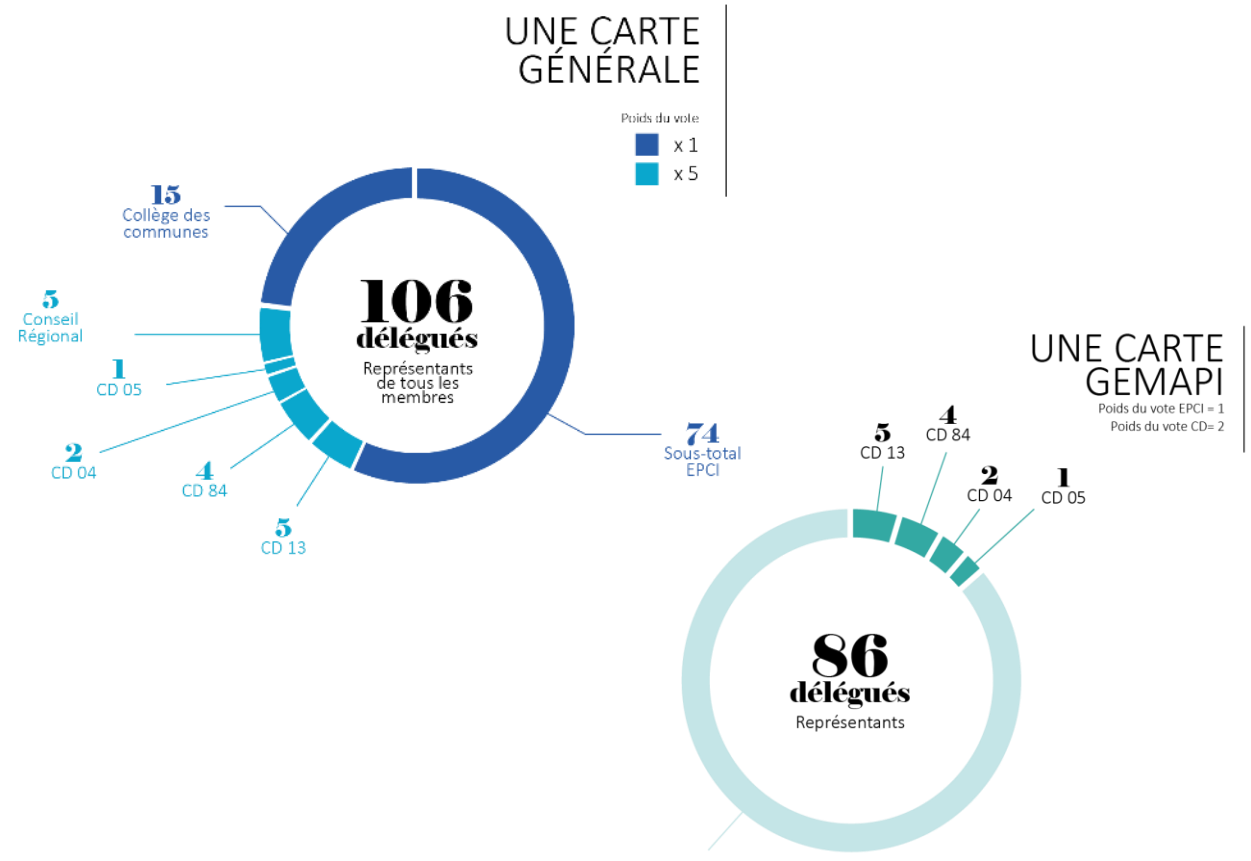 UNE CARTE
GÉNÉRALE
Poids du vote
x 1
x 5
15
Collège des
communes
5
Conseil
Régional
1
CD 05
2
CD 04
4
CD 84
5
CD 13
106
délégués
Représentants
de tous les
membres
74
Sous-total
EPCI
UNE CARTE
GEMAPI
Poids du vote EPCI = 1
Poids du vote CD= 2
5
CD 13
4
CD 84
2
CD 04
1
CD 05
86
délégués
Représentants